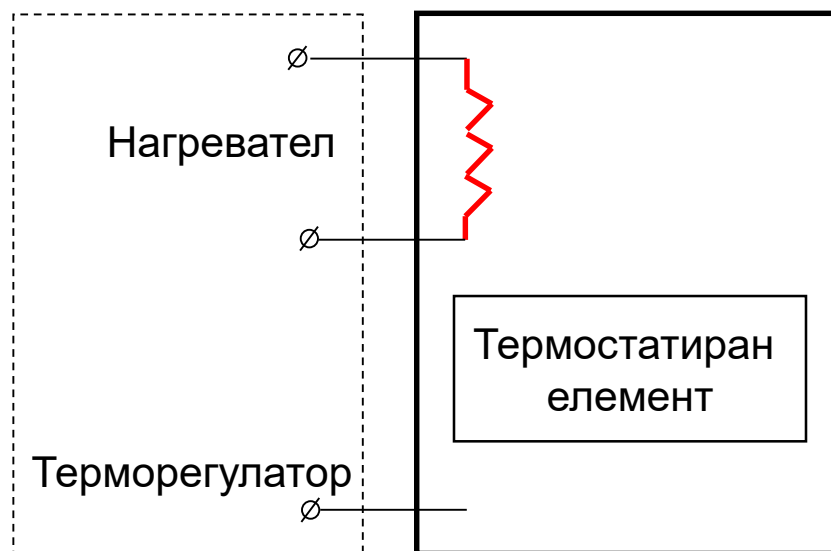 Нагревател
Термостатиран
елемент
Терморегулатор